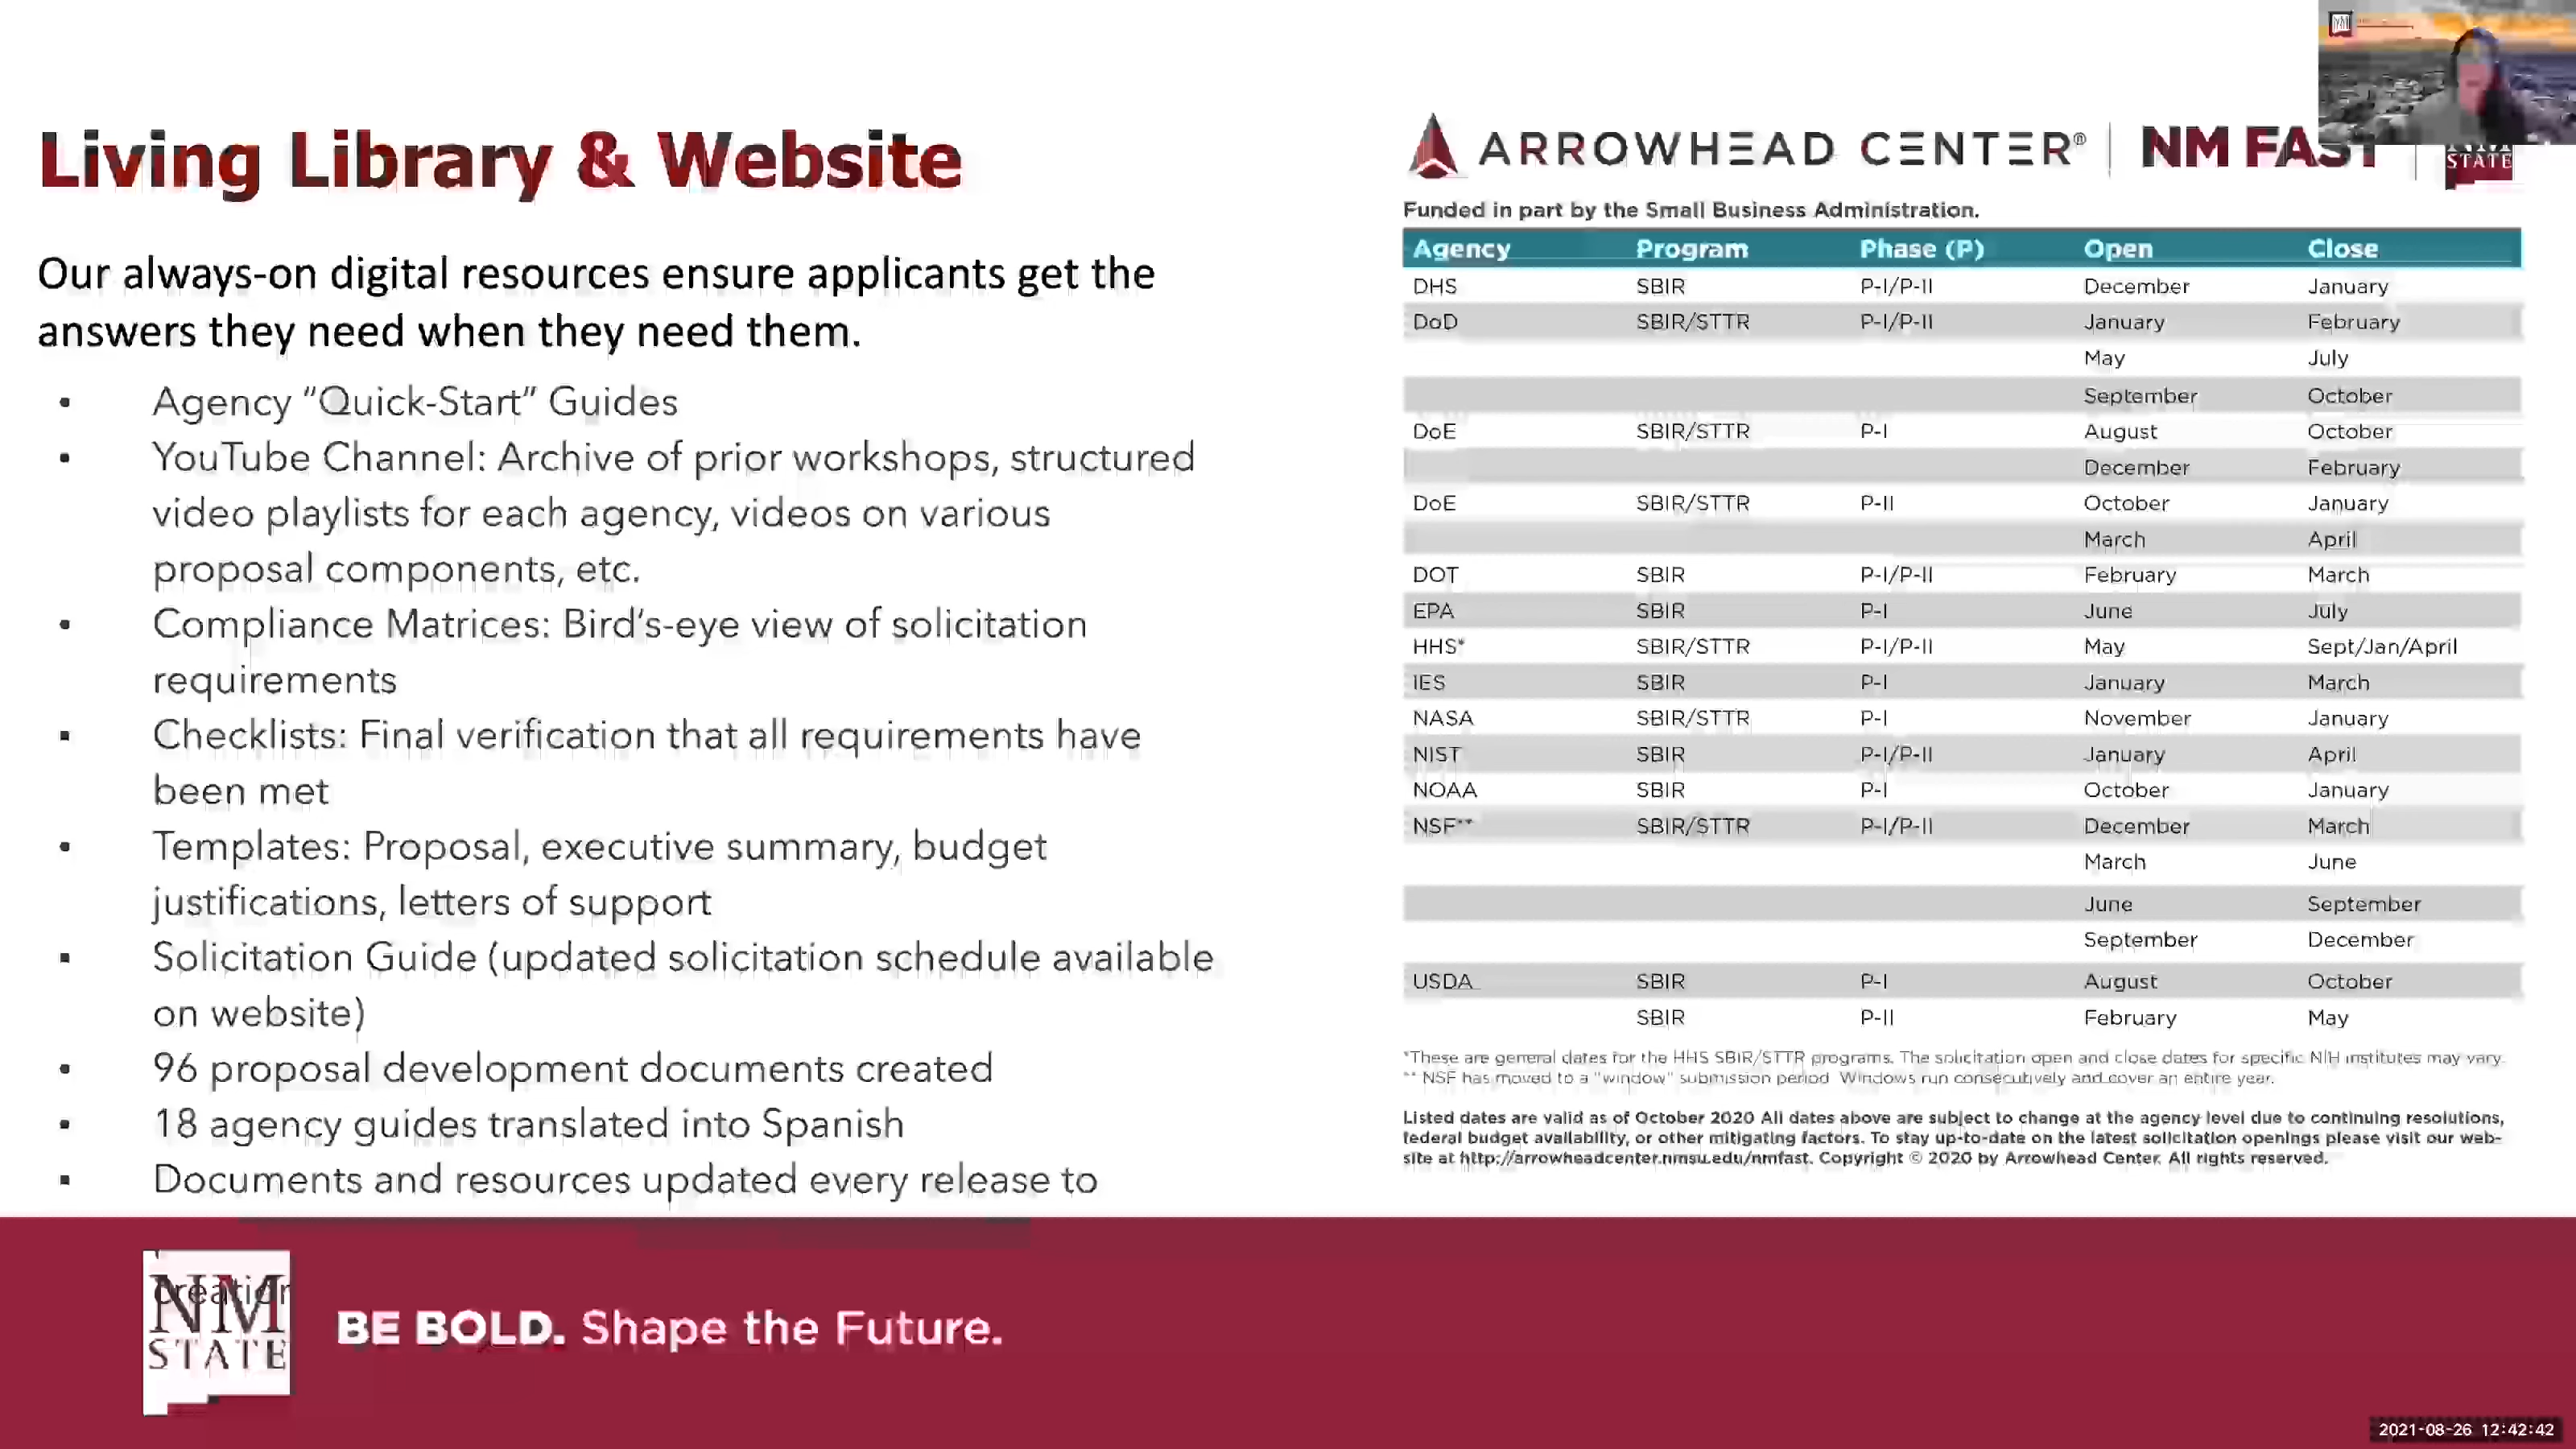 Living Library & Website
Our always-on digital resources ensure applicants get the
answers they need when they need them.
• Agency “Quick-Start” Guides
• YouTube Channel: Archive of prior workshops, structured
video playlists for each agency, videos on various
proposal components, etc.
• Compliance Matrices: Bird’s-eye view of solicitation
requirements
• Checklists: Final verification that all requirements have
been met
• Templates: Proposal, executive summary, budget
justifications, letters of support
• Solicitation Guide (updated solicitation schedule available
on website)
• 96 proposal development documents created
• 18 agency guides translated into Spanish
• Documents and resources updated every release to
creation
ARROWHEAD CENTER® | NM FAST
STATE
Funded in part by the Small Business Administration.
Agency Program Phase (P) Open Close
DHS SBIR P-I/P-II December January
DoD SBIR/STTR P-I/P-II January February
May July
September October
DoE SBIR/STTR P-I August October
December February
DoE SBIR/STTR P-II October January
March April
DOT SBIR P-I/P-II February March
EPA SBIR P-I June July
HHS* SBIR/STTR P-I/P-II May Sept/Jan/April
IES SBIR P-I January March
NASA SBIR/STTR P-I November January
NIST SBIR P-I/P-II January April
NOAA SBIR P-I October January
NSF** SBIR/STTR P-I/P-II December March
March June
June September
September December
USDA SBIR P-I August October
SBIR P-II February May
*These are general dates for the HHS SBIR/STTR programs. The solicitation open and close dates for specific NIH institutes may vary.
** NSF has moved to a "window" submission period. Windows run consecutively and cover an entire year.
Listed dates are valid as of October 2020 All dates above are subject to change at the agency level due to continuing resolutions,
federal budget availability, or other mitigating factors. To stay up-to-date on the latest solicitation openings please visit our web-
site at http://arrowheadcenter.nmsu.edu/nmfast. Copyright © 2020 by Arrowhead Center. All rights reserved.
NM
STATE
BE BOLD. Shape the Future.
2021-08-26 12:42:42